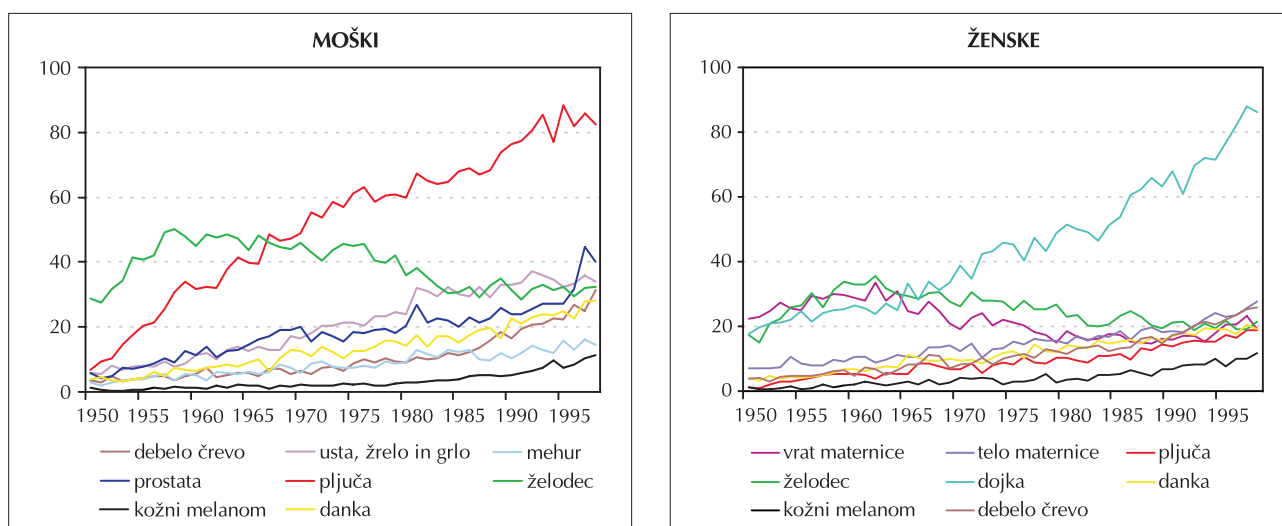 MOŠKI
100
80
60
40
20
0
1950 1955 1960 1965 1970 1975 1980 1985 1990 1995
debelo črevo usta, žrelo in grlo mehur
prostata pljuča želodec
kožni melanom danka
ŽENSKE
100
80
60
40
20
0
1950 1955 1960 1965 1970 1975 1980 1985 1990 1995
vrat maternice telo maternice pljuča
želodec dojka danka
kožni melanom debelo črevo